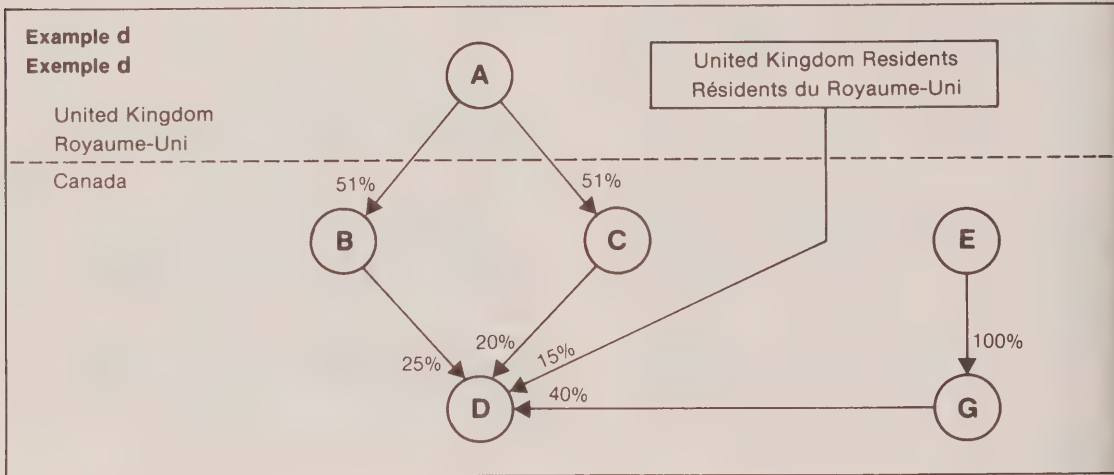 Example d
Exemple d
A
United Kingdom Residents
Résidents du Royaume-Uni
United Kingdom
Royaume-Uni
Canada
51%
51%
B
C
E
25%
20%
15%
100%
40%
D
G